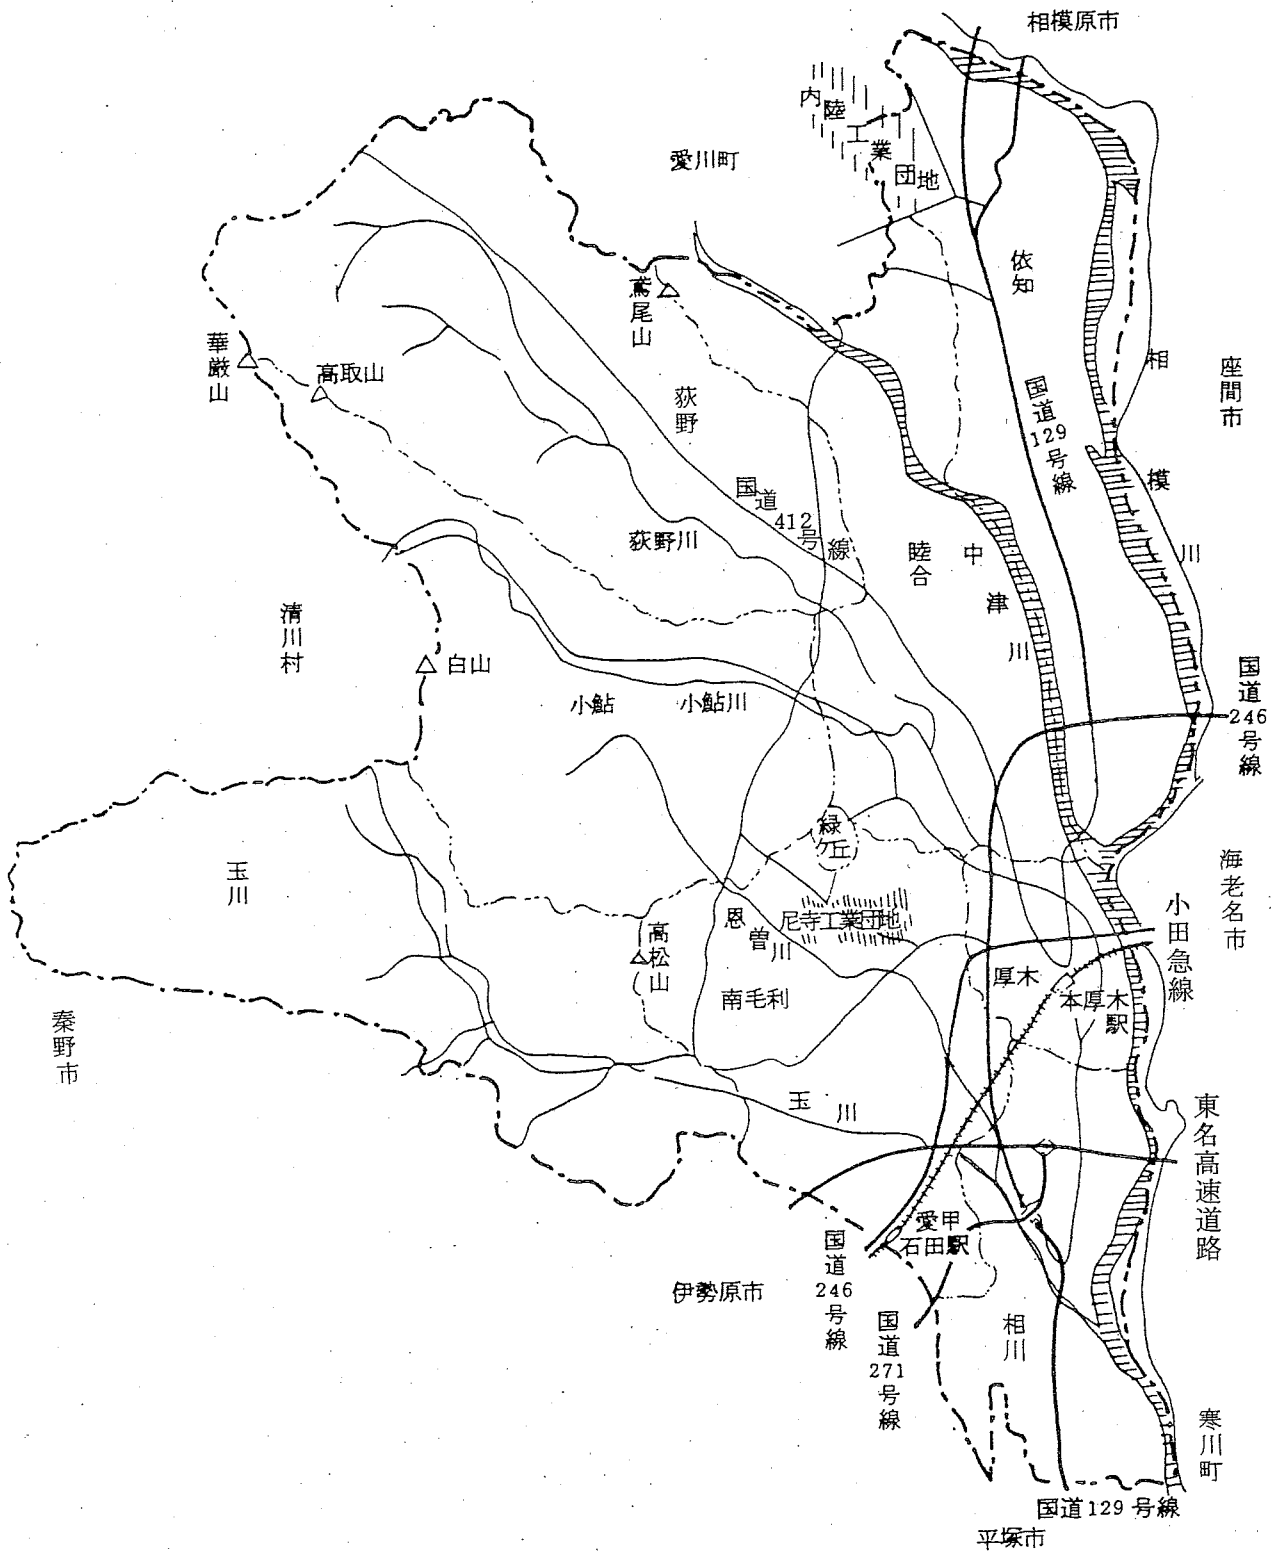 相模原市
内陸工業団地
愛川町
依知
鳶尾山
華厳山
高取山
荻野
国道129号線
相模川
座間市
国道412号線
荻野川
睦合
中津川
清川村
白山
小鮎
小鮎川
国道246号線
緑ケ丘
玉川
海老名市
恩曽川
尼寺工業団地
小田急線
高松山
南毛利
厚木
本厚木駅
秦野市
玉川
東名高速道路
愛甲石田駅
国道246号線
伊勢原市
国道271号線
相川
寒川町
国道129号線
平塚市